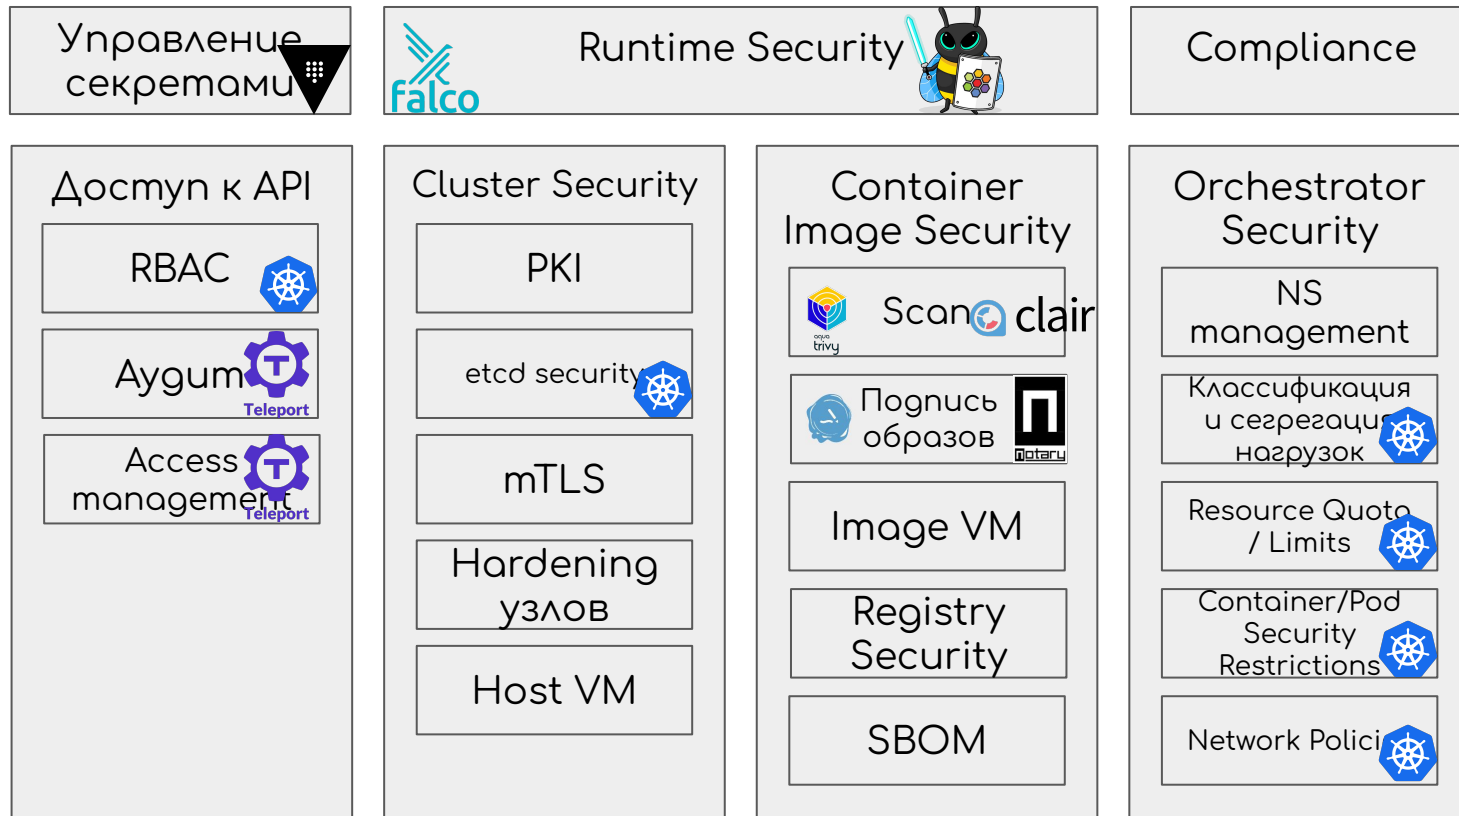 Управление
секретами
falco
Runtime Security
Compliance
Доступ к API
RBAC
Аудит
Teleport
Access
management
Teleport
Cluster Security
PKI
etcd security
mTLS
Hardening
узлов
Host VM
Container
Image Security
aqua
trivy
Scan
clair
Подпись
образов
notary
Image VM
Registry
Security
SBOM
Orchestrator
Security
NS
management
Классификация
и сегрегация
нагрузок
Resource Quota
/ Limits
Container/Pod
Security
Restrictions
Network Polici